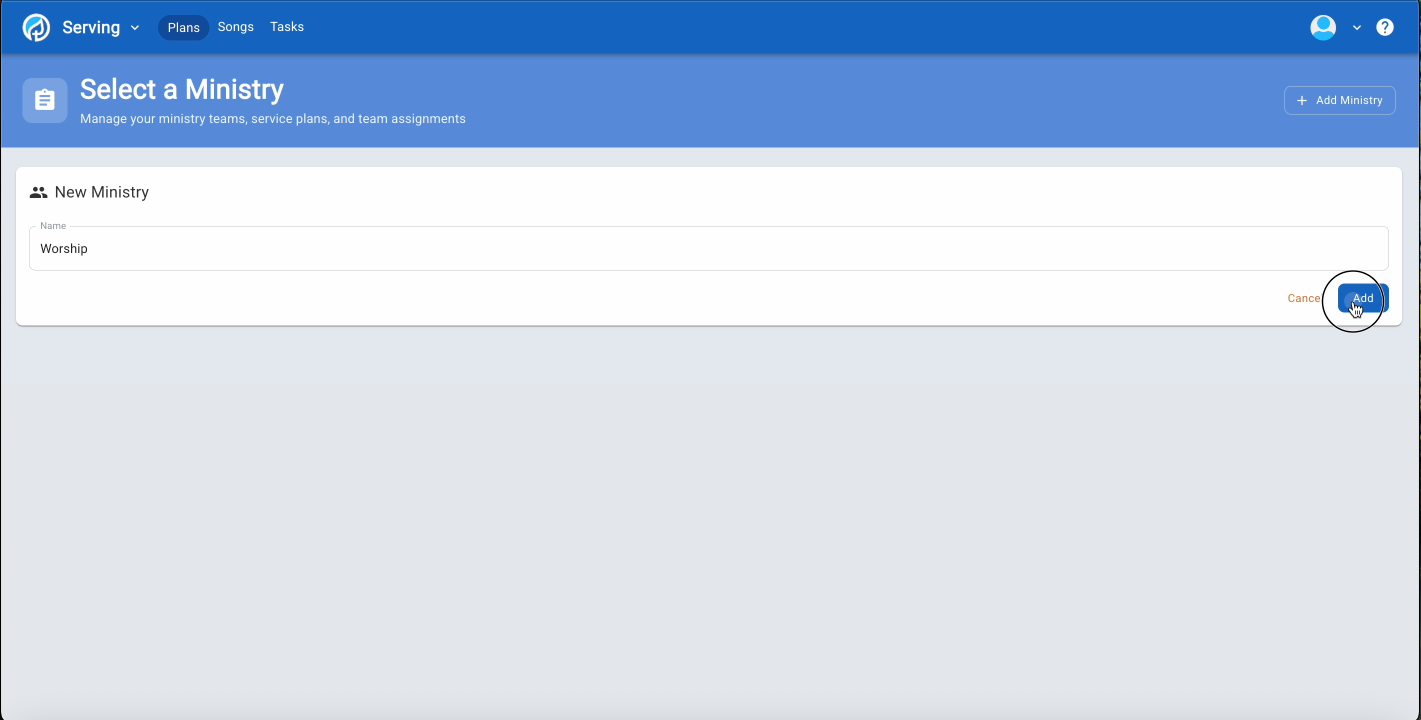 Serving Plans Songs Tasks
Select a Ministry
Manage your ministry teams, service plans, and team assignments
Add Ministry
New Ministry
Name
Worship
Cance Add